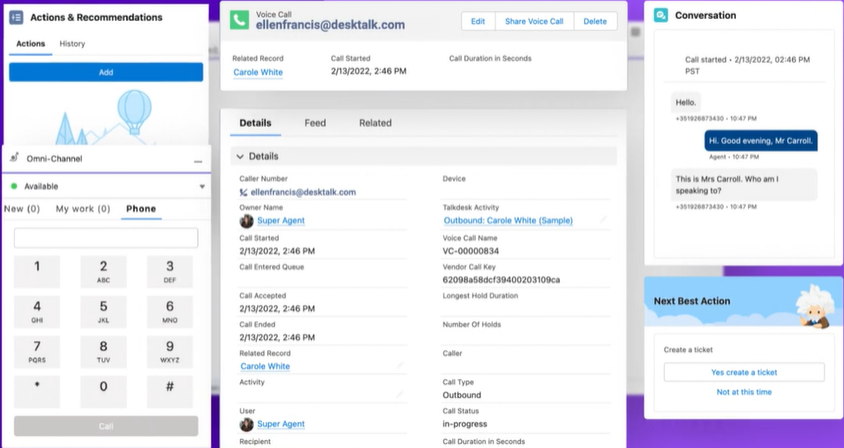 Actions & Recommendations
Actions History
Add
Omni-Channel
Available
New (0) My work (0) Phone
1 2 3
ABC DEF
4 5 6
GHI JKL MNO
7 8 9
PQRS TUV WXYZ
* 0 #
Call
Voice Call
ellenfrancis@desktalk.com
Edit Share Voice Call Delete
Related Record Call Started Call Duration in Seconds
Carole White 2/13/2022, 2:46 PM
Details Feed Related
Details
Caller Number Device
ellenfrancis@desktalk.com
Owner Name Talkdesk Activity
Super Agent Outbound: Carole White (Sample)
Call Started Voice Call Name
2/13/2022, 2:46 PM VC-00000834
Call Entered Queue Vendor Call Key
62098a58dcf39400203109ca
Call Accepted Longest Hold Duration
2/13/2022, 2:46 PM
Call Ended Number Of Holds
2/13/2022, 2:46 PM
Related Record Caller
Carole White
Activity Call Type
Outbound
User Call Status
Super Agent in-progress
Recipient Call Duration in Seconds
Conversation
Call started • 2/13/2022, 02:46 PM
PST
Hello.
+351926873430 • 10:47 PM
Hi. Good evening, Mr Carroll.
Agent • 10:47 PM
This is Mrs Carroll. Who am I
speaking to?
+351926873430 • 10:47 PM
Next Best Action
Create a ticket
Yes create a ticket
Not at this time